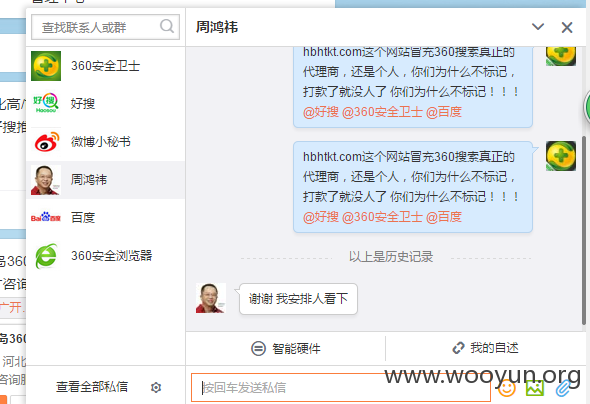 管理中心
查找联系人或群
360安全卫士
好搜
好搜
Haosou
微博小秘书
周鸿祎
百度
Bai 百度
360安全浏览器
查看全部私信
周鸿祎
hbhtkt.com这个网站冒充360搜索真正的
代理商，还是个人，你们为什么不标记，
打款了就没人了 你们为什么不标记！！！
@好搜 @360安全卫士 @百度
hbhtkt.com这个网站冒充360搜索真正的
代理商，还是个人，你们为什么不标记，
打款了就没人了 你们为什么不标记！！！
@好搜 @360安全卫士 @百度
以上是历史记录
谢谢 我安排人看下
智能硬件
我的自述
按回车发送私信
www.wooyun.org